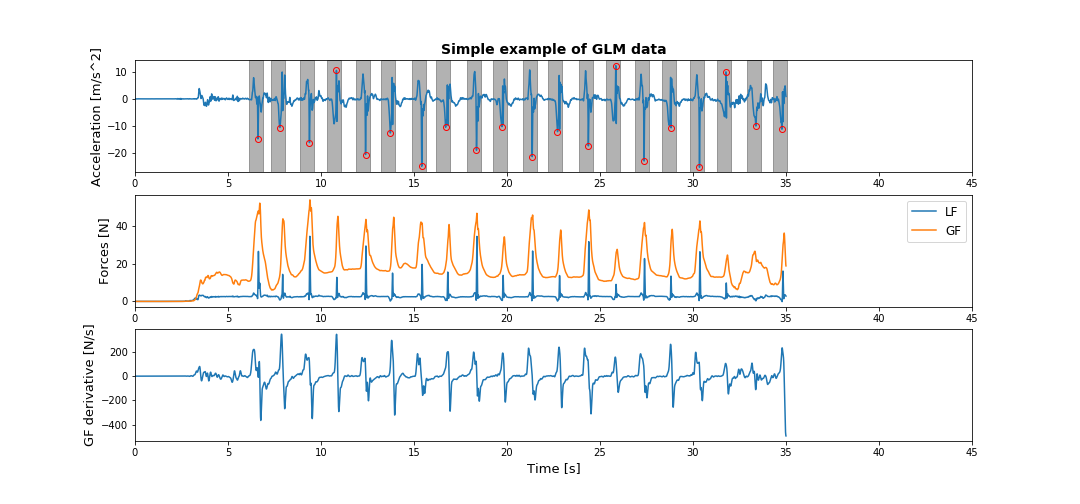 Simple example of GLM data
Acceleration [m/s^2]
10
0
−10
−20
0 5 10 15 20 25 30 35 40 45
Forces [N]
40
20
0
LF
GF
0 5 10 15 20 25 30 35 40 45
GF derivative [N/s]
200
0
−200
−400
0 5 10 15 20 25 30 35 40 45
Time [s]